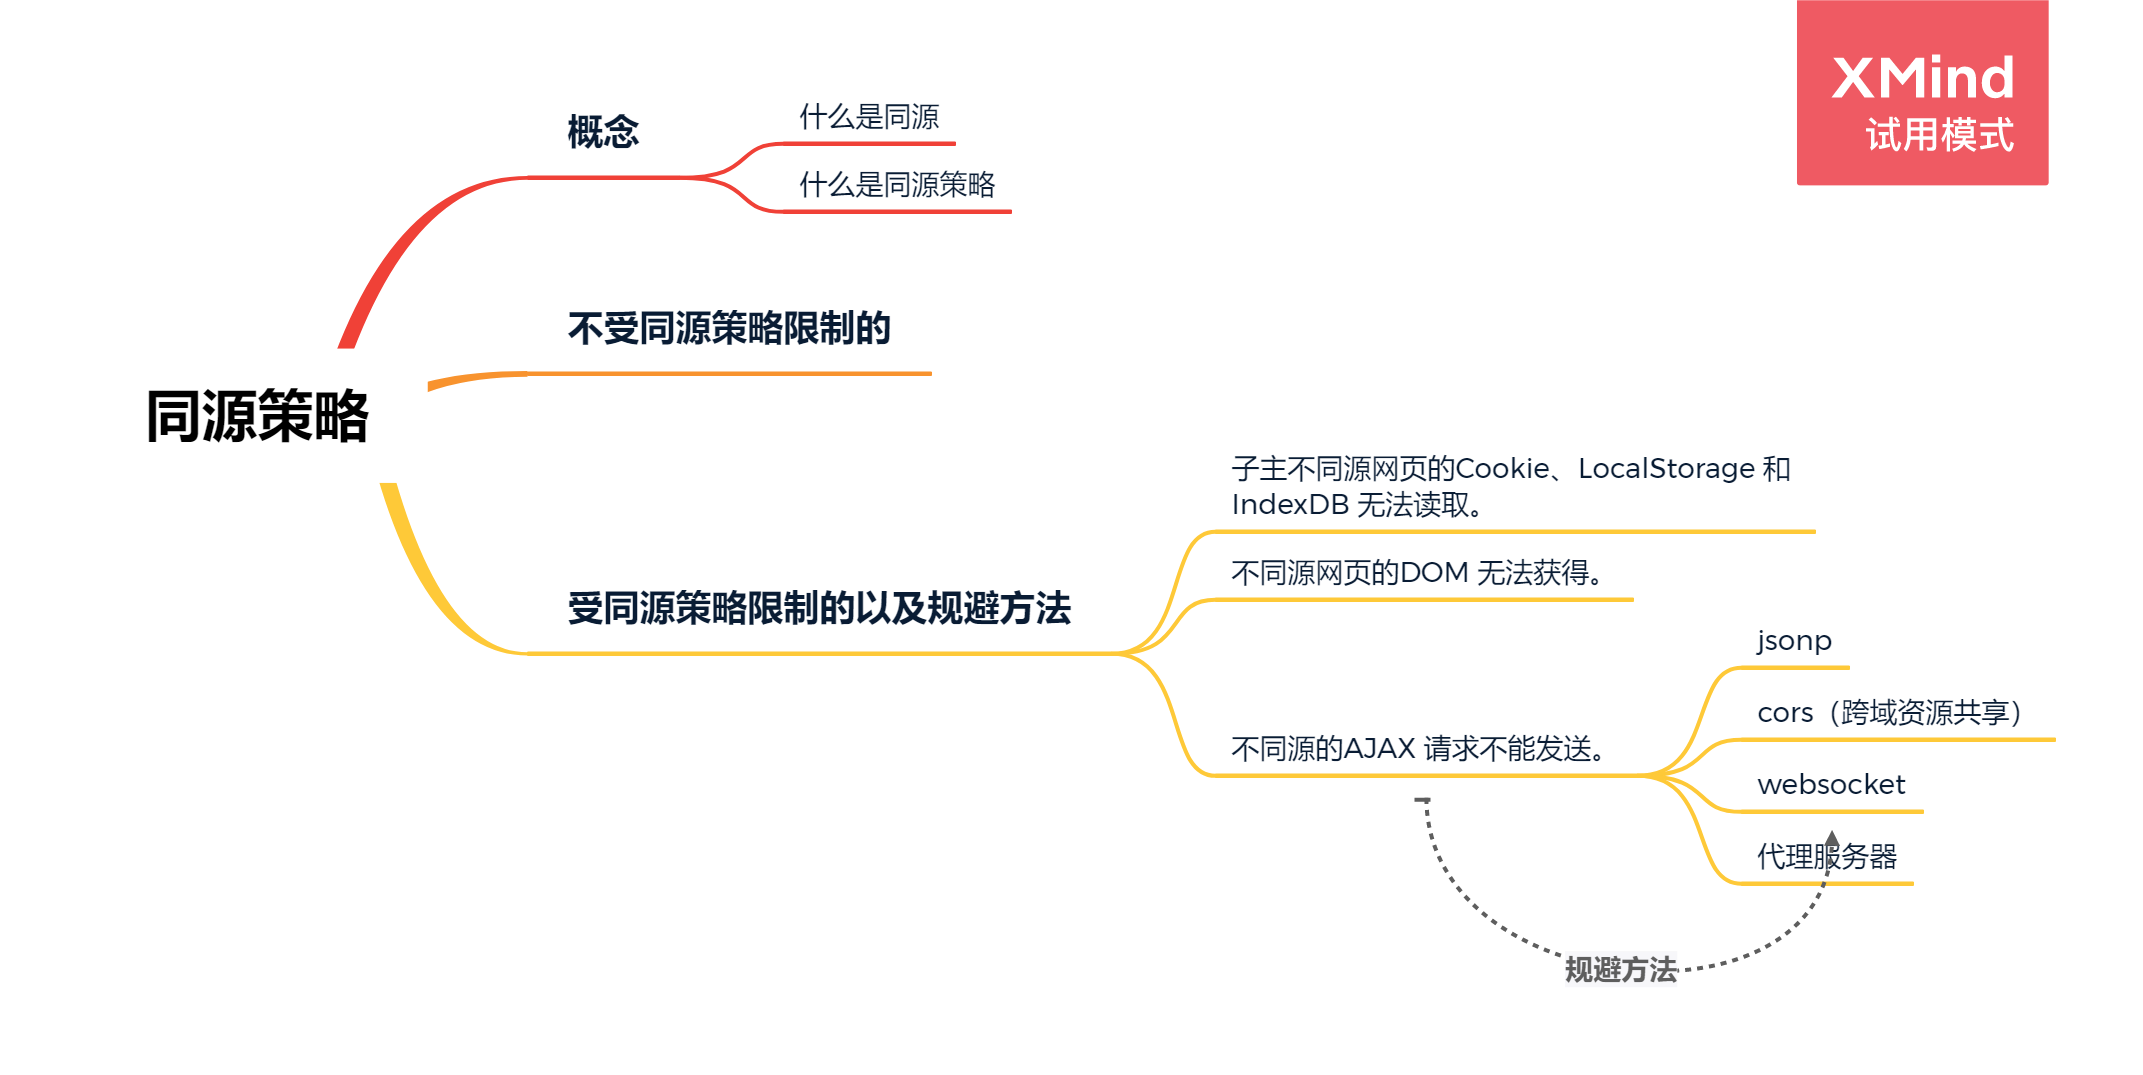 XMind
试用模式
概念
什么是同源
什么是同源策略
不受同源策略限制的
同源策略
子主不同源网页的Cookie、LocalStorage 和
IndexDB 无法读取。
不同源网页的DOM 无法获得。
受同源策略限制的以及规避方法
jsonp
cors（跨域资源共享）
不同源的AJAX 请求不能发送。
websocket
代理服务器
规避方法